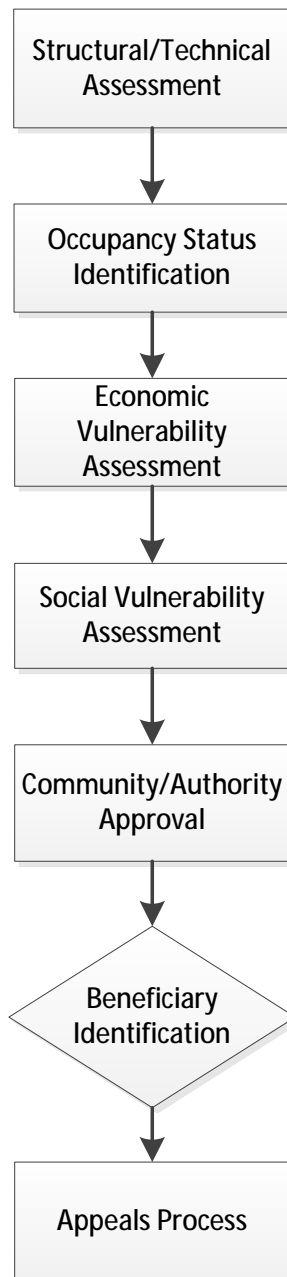 Structural/Technical
Assessment
Occupancy Status
Identification
Economic
Vulnerability
Assessment
Social Vulnerability
Assessment
Community/Authority
Approval
Beneficiary
Identification
Appeals Process